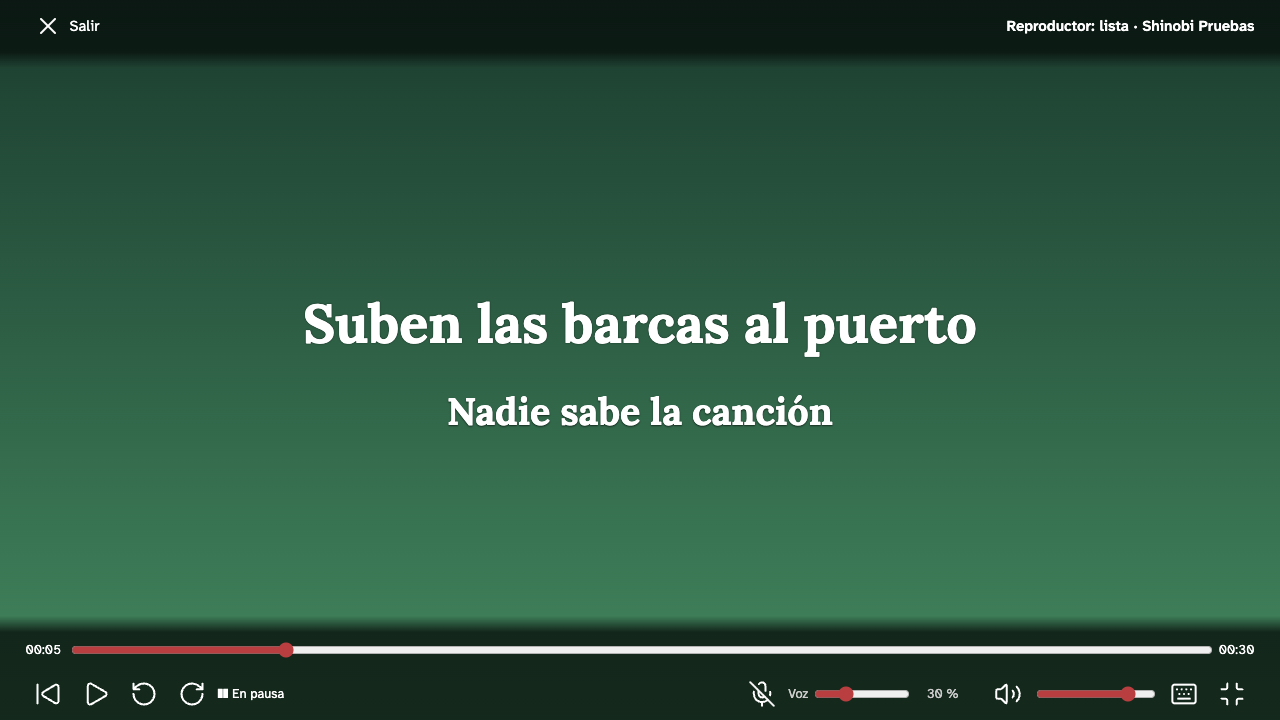 Salir
Reproductor: lista · Shinobi Pruebas
Suben las barcas al puerto
Nadie sabe la canción
00:05
00:30
En pausa
Voz
30 %